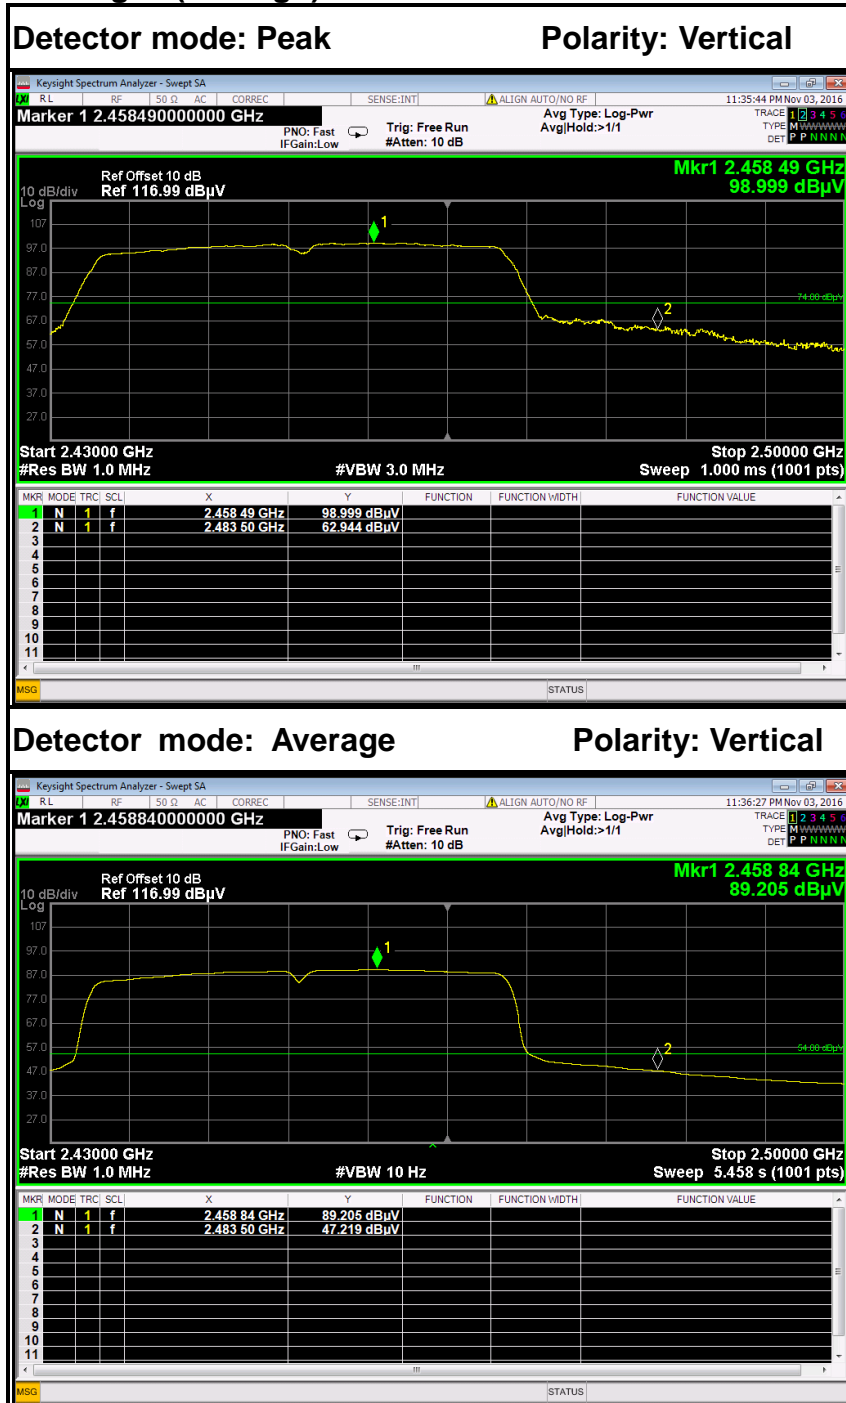 Detector mode: Peak Polarity: Vertical
Keysight Spectrum Analyzer - Swept SA
LXI RL RF 50 Ω AC CORREC SENSE:INT ALIGN AUTO/NO RF 11:35:44 PM Nov 03, 2016
Marker 1 2.458490000000 GHz
PNO: Fast
IFGain:Low
Trig: Free Run
#Atten: 10 dB
Avg Type: Log-Pwr
Avg|Hold:>1/1
TRACE 1 2 3 4 5 6
TYPE M WWWWW
DET P P N N N N
Mkr1 2.458 49 GHz
98.999 dBµV
Ref Offset 10 dB
10 dB/div Ref 116.99 dBµV
Log
107
97.0
87.0
77.0
67.0
57.0
47.0
37.0
27.0
1
2
74.00 dBµV
Start 2.43000 GHz Stop 2.50000 GHz
#Res BW 1.0 MHz #VBW 3.0 MHz Sweep 1.000 ms (1001 pts)
MKR MODE TRC SCL X Y FUNCTION FUNCTION WIDTH FUNCTION VALUE
1 N 1 f 2.458 49 GHz 98.999 dBµV
2 N 1 f 2.483 50 GHz 62.944 dBµV
3
4
5
6
7
8
9
10
11
MSG STATUS
Detector mode: Average Polarity: Vertical
Keysight Spectrum Analyzer - Swept SA
LXI RL RF 50 Ω AC CORREC SENSE:INT ALIGN AUTO/NO RF 11:36:27 PM Nov 03, 2016
Marker 1 2.458840000000 GHz
PNO: Fast
IFGain:Low
Trig: Free Run
#Atten: 10 dB
Avg Type: Log-Pwr
Avg|Hold:>1/1
TRACE 1 2 3 4 5 6
TYPE M WWWWW
DET P P N N N N
Mkr1 2.458 84 GHz
89.205 dBµV
Ref Offset 10 dB
10 dB/div Ref 116.99 dBµV
Log
107
97.0
87.0
77.0
67.0
57.0
47.0
37.0
27.0
1
2
54.00 dBµV
Start 2.43000 GHz Stop 2.50000 GHz
#Res BW 1.0 MHz #VBW 10 Hz Sweep 5.458 s (1001 pts)
MKR MODE TRC SCL X Y FUNCTION FUNCTION WIDTH FUNCTION VALUE
1 N 1 f 2.458 84 GHz 89.205 dBµV
2 N 1 f 2.483 50 GHz 47.219 dBµV
3
4
5
6
7
8
9
10
11
MSG STATUS